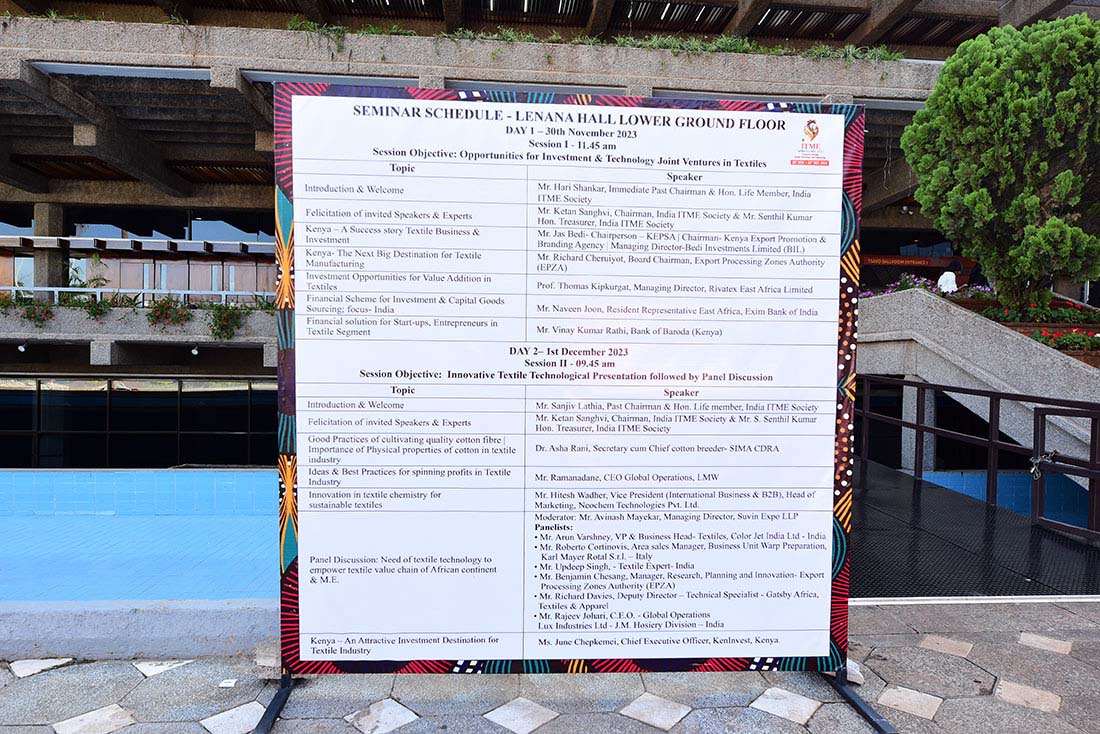 SEMINAR SCHEDULE - LENANA HALL LOWER GROUND FLOOR
DAY 1 – 30th November 2023
Session I - 11.45 am
Session Objective: Opportunities for Investment & Technology Joint Ventures in Textiles
ITME
Topic
Speaker
Introduction & Welcome
Mr. Hari Shankar, Immediate Past Chairman & Hon. Life Member, India
ITME Society
Felicitation of invited Speakers & Experts
Mr. Ketan Sanghvi, Chairman, India ITME Society & Mr. Senthil Kumar
Hon. Treasurer, India ITME Society
Kenya – A Success story Textile Business &
Investment
Mr. Jas Bedi- Chairperson – KEPSA | Chairman- Kenya Export Promotion &
Branding Agency | Managing Director-Bedi Investments Limited (BIL)
Kenya- The Next Big Destination for Textile
Manufacturing
Mr. Richard Cheruiyot, Board Chairman, Export Processing Zones Authority
(EPZA)
Investment Opportunities for Value Addition in
Textiles
Prof. Thomas Kipkurgat, Managing Director, Rivatex East Africa Limited
Financial Scheme for Investment & Capital Goods
Sourcing; focus- India
Mr. Naveen Joon, Resident Representative East Africa, Exim Bank of India
Financial solution for Start-ups, Entrepreneurs in
Textile Segment
Mr. Vinay Kumar Rathi, Bank of Baroda (Kenya)
DAY 2– 1st December 2023
Session II - 09.45 am
Session Objective: Innovative Textile Technological Presentation followed by Panel Discussion
Topic
Speaker
Introduction & Welcome
Mr. Sanjiv Lathia, Past Chairman & Hon. Life member, India ITME Society
Felicitation of invited Speakers & Experts
Mr. Ketan Sanghvi, Chairman, India ITME Society & Mr. S. Senthil Kumar
Hon. Treasurer, India ITME Society
Good Practices of cultivating quality cotton fibre |
Importance of Physical properties of cotton in textile
industry
Dr. Asha Rani, Secretary cum Chief cotton breeder- SIMA CDRA
Ideas & Best Practices for spinning profits in Textile
Industry
Mr. Ramanadane, CEO Global Operations, LMW
Innovation in textile chemistry for
sustainable textiles
Mr. Hitesh Wadher, Vice President (International Business & B2B), Head of
Marketing, Neochem Technologies Pvt. Ltd.
Panel Discussion: Need of textile technology to
empower textile value chain of African continent
& M.E.
Moderator: Mr. Avinash Mayekar, Managing Director, Suvin Expo LLP
Panelists:
• Mr. Arun Varshney, VP & Business Head- Textiles, Color Jet India Ltd - India
• Mr. Roberto Cortinovis, Area sales Manager, Business Unit Warp Preparation,
Karl Mayer Rotal S.r.l. – Italy
• Mr. Updeep Singh, - Textile Expert- India
• Mr. Benjamin Chesang, Manager, Research, Planning and Innovation- Export
Processing Zones Authority (EPZA)
• Mr. Richard Davies, Deputy Director – Technical Specialist - Gatsby Africa,
Textiles & Apparel
• Mr. Rajeev Johari, C.E.O. - Global Operations
Lux Industries Ltd - J.M. Hosiery Division – India
Kenya – An Attractive Investment Destination for
Textile Industry
Ms. June Chepkemei, Chief Executive Officer, KenInvest, Kenya.
TSAVO BALLROOM ENTRANCE